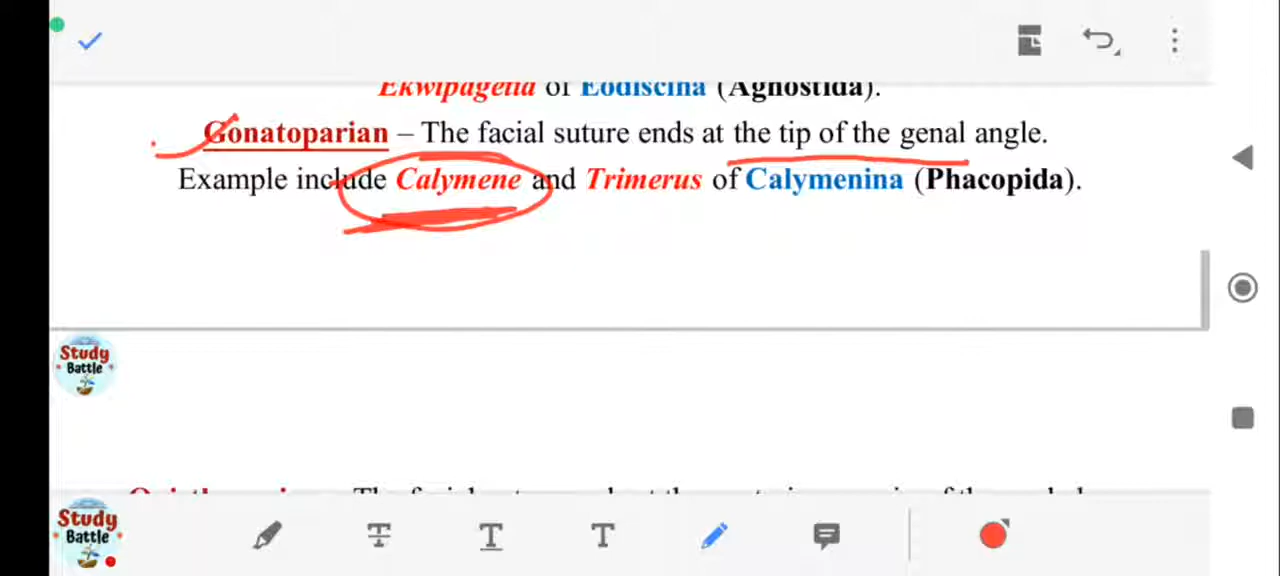 Ekwipagetia of Eodiscina (Agnostida).
Gonatoparian – The facial suture ends at the tip of the genal angle.
Example include Calymene and Trimerus of Calymenina (Phacopida).
Study
Battle
Study
Battle